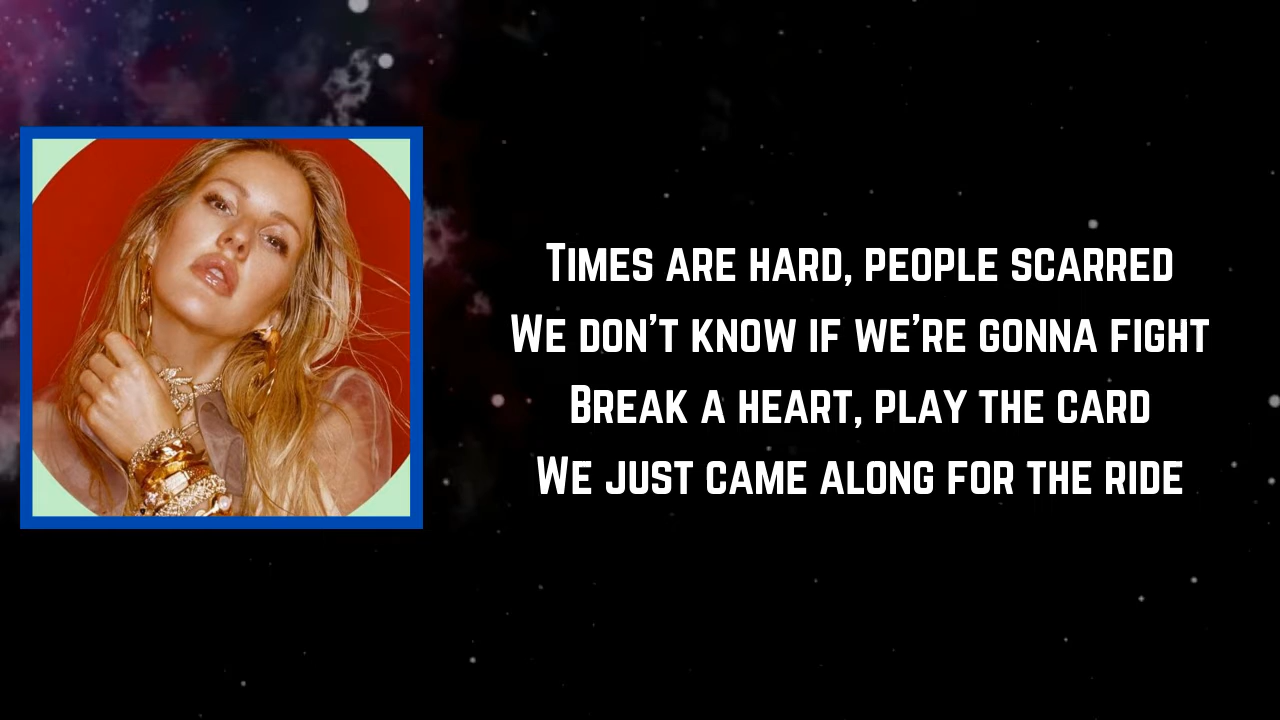 Times are hard, people scarred
We don't know if we're gonna fight
Break a heart, play the card
We just came along for the ride